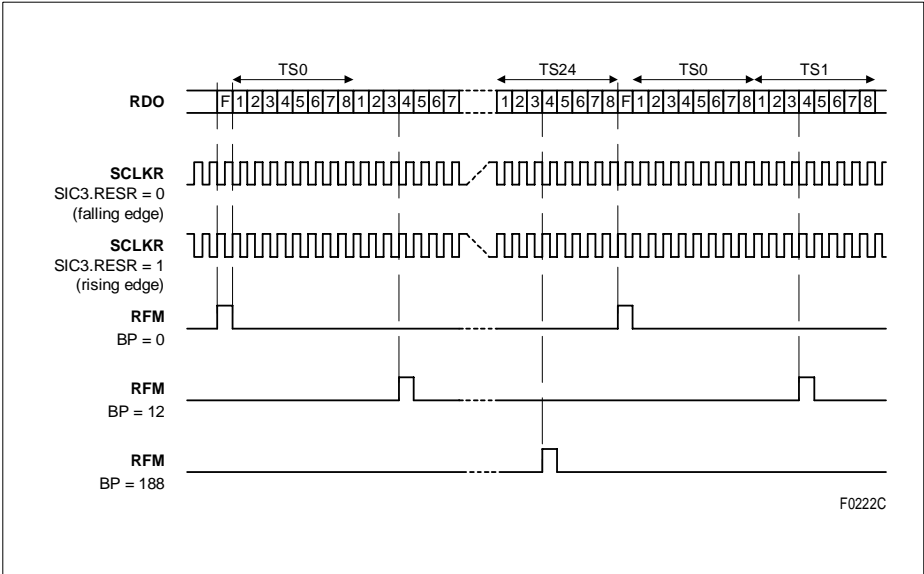 TS0 TS24 TS0 TS1
RDO F 1 2 3 4 5 6 7 8 1 2 3 4 5 6 7 1 2 3 4 5 6 7 8 F 1 2 3 4 5 6 7 8 1 2 3 4 5 6 7 8
SCLKR
SIC3.RESR = 0
(falling edge)
SCLKR
SIC3.RESR = 1
(rising edge)
RFM
BP = 0
RFM
BP = 12
RFM
BP = 188
F0222C